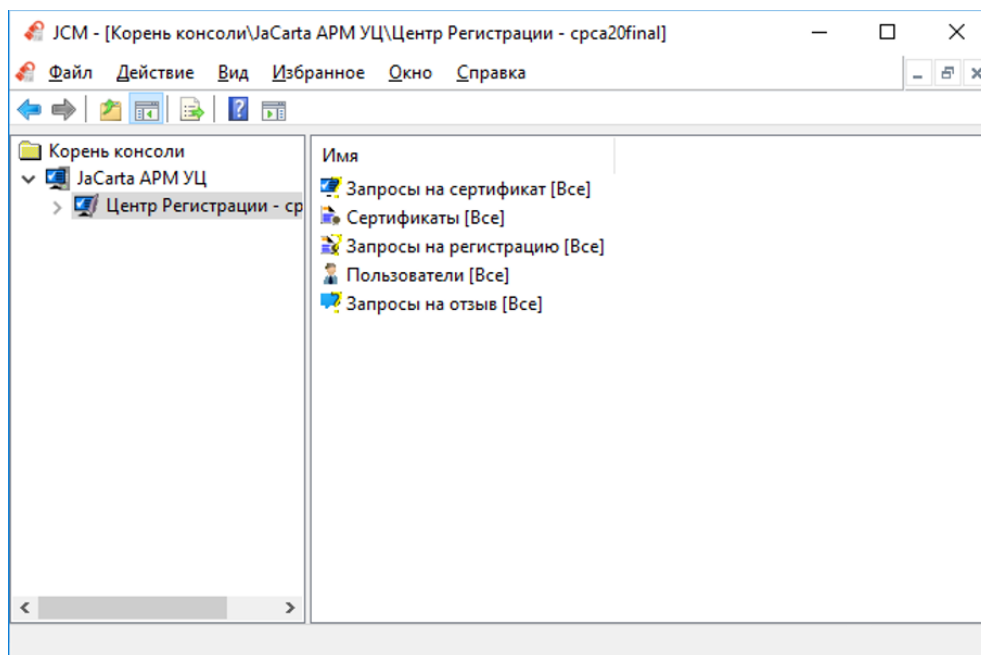 JCM - [Корень консоли\JaCarta АРМ УЦ\Центр Регистрации - cpca20final]
Файл Действие Вид Избранное Окно Справка
Корень консоли
JaCarta АРМ УЦ
Центр Регистрации - cp
Имя
Запросы на сертификат [Все]
Сертификаты [Все]
Запросы на регистрацию [Все]
Пользователи [Все]
Запросы на отзыв [Все]